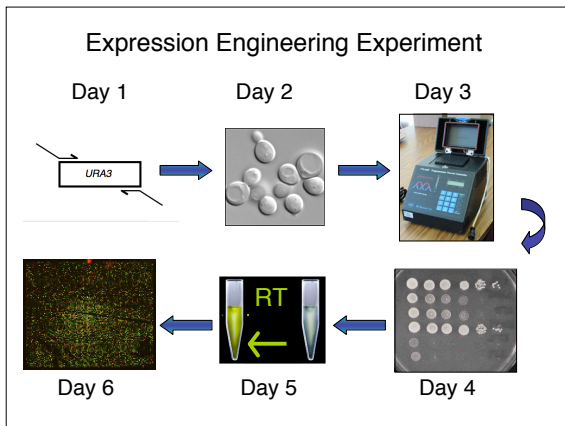 Expression Engineering Experiment
Day 1
Day 2
Day 3
URA3
RT
Day 6
Day 5
Day 4